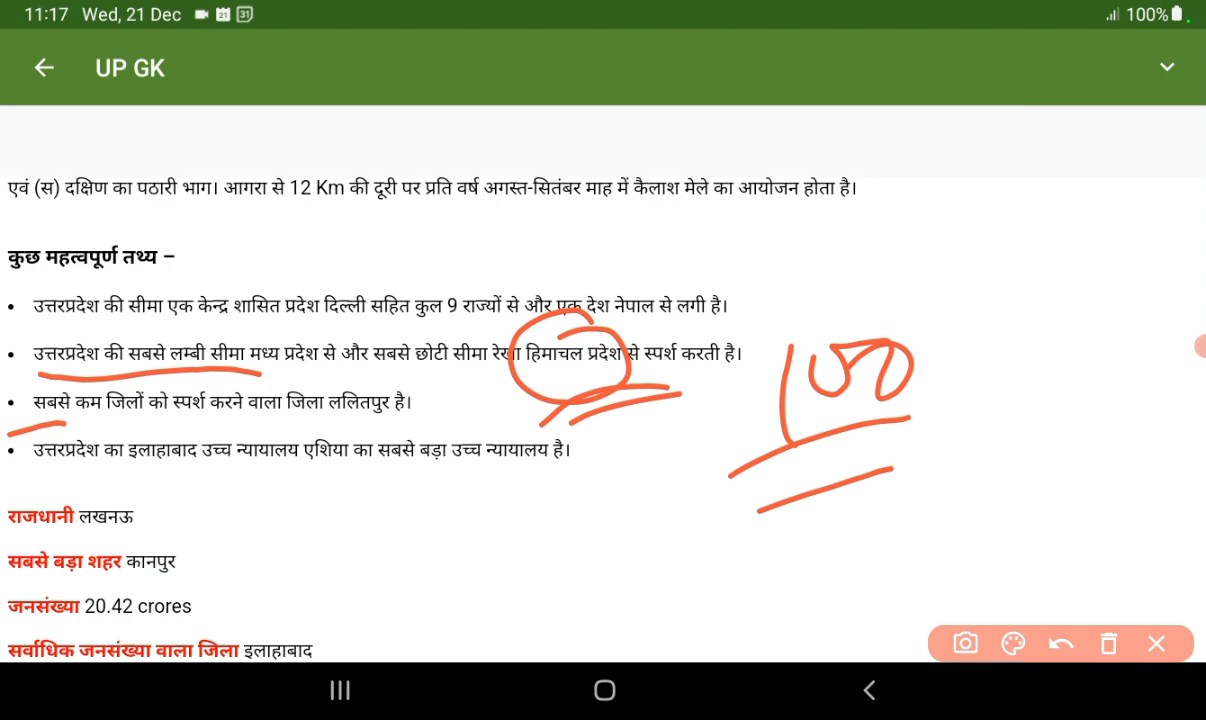 11:17 Wed, 21 Dec 21 31 100%
UP GK
एवं (स) दक्षिण का पठारी भाग। आगरा से 12 Km की दूरी पर प्रति वर्ष अगस्त-सितंबर माह में कैलाश मेले का आयोजन होता है।
कुछ महत्वपूर्ण तथ्य –
• उत्तरप्रदेश की सीमा एक केन्द्र शासित प्रदेश दिल्ली सहित कुल 9 राज्यों से और एक देश नेपाल से लगी है।
• उत्तरप्रदेश की सबसे लम्बी सीमा मध्य प्रदेश से और सबसे छोटी सीमा रेखा हिमाचल प्रदेश से स्पर्श करती है।
100
• सबसे कम जिलों को स्पर्श करने वाला जिला ललितपुर है।
• उत्तरप्रदेश का इलाहाबाद उच्च न्यायालय एशिया का सबसे बड़ा उच्च न्यायालय है।
राजधानी लखनऊ
सबसे बड़ा शहर कानपुर
जनसंख्या 20.42 crores
सर्वाधिक जनसंख्या वाला जिला इलाहाबाद